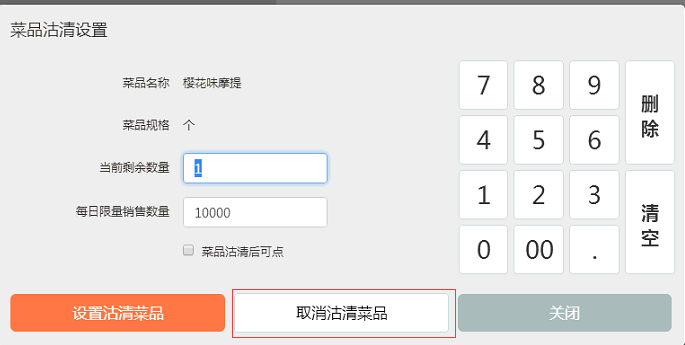 菜品沽清设置
菜品名称 樱花味摩提
菜品规格 个
当前剩余数量 1
每日限量销售数量 10000
菜品沽清后可点
7 8 9 删除
4 5 6
1 2 3 清空
0 00 .
设置沽清菜品 取消沽清菜品 关闭